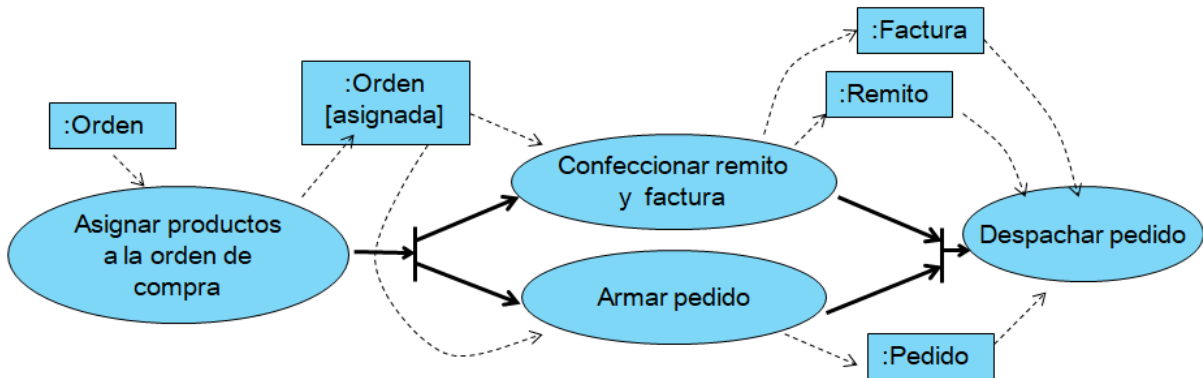 :Orden
Asignar productos
a la orden de
compra
:Orden
[asignada]
Confeccionar remito
y factura
Armar pedido
:Factura
:Remito
:Pedido
Despachar pedido